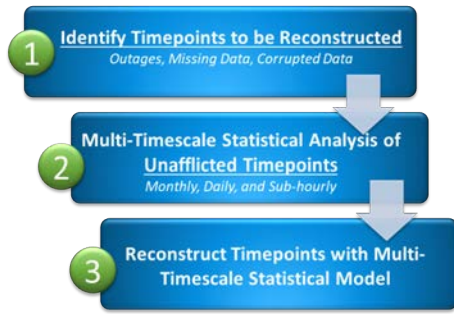 1
Identify Timepoints to be Reconstructed
Outages, Missing Data, Corrupted Data
2
Multi-Timescale Statistical Analysis of
Unafflicted Timepoints
Monthly, Daily, and Sub-hourly
3
Reconstruct Timepoints with Multi-
Timescale Statistical Model